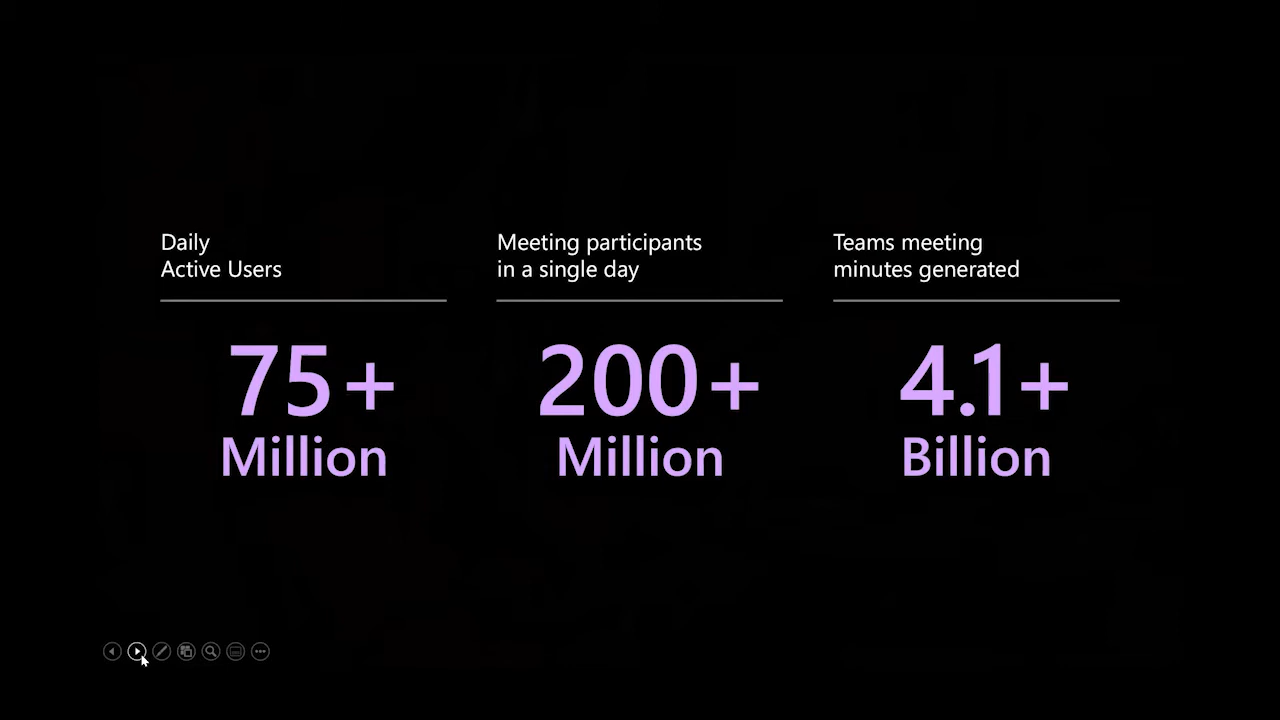 Daily
Active Users
75+
Million
Meeting participants
in a single day
200+
Million
Teams meeting
minutes generated
4.1+
Billion